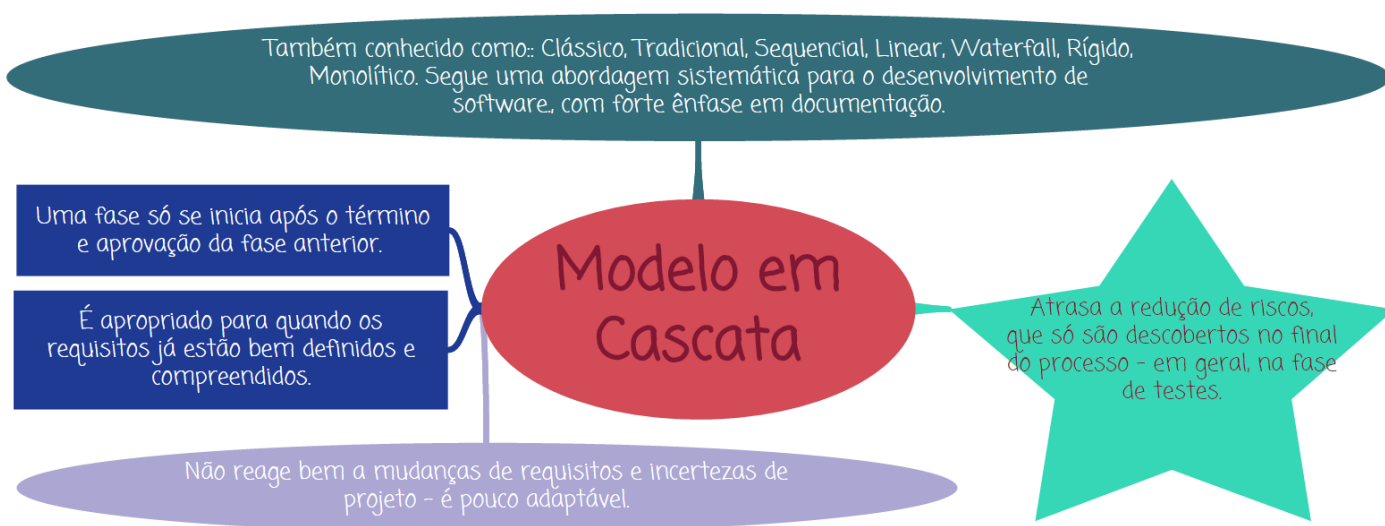 Também conhecido como:: Clássico, Tradicional, Sequencial, Linear, Waterfall, Rígido,
Monolítico. Segue uma abordagem sistemática para o desenvolvimento de
software., com forte ênfase em documentação.
Uma fase só se inicia após o término
e aprovação da fase anterior.
É apropriado para quando os
requisitos já estão bem definidos e
compreendidos.
Modelo em
Cascata
Atrasa a redução de riscos,
que só são descobertos no final
do processo - em geral, na fase
de testes.
Não reage bem a mudanças de requisitos e incertezas de
projeto - é pouco adaptável.